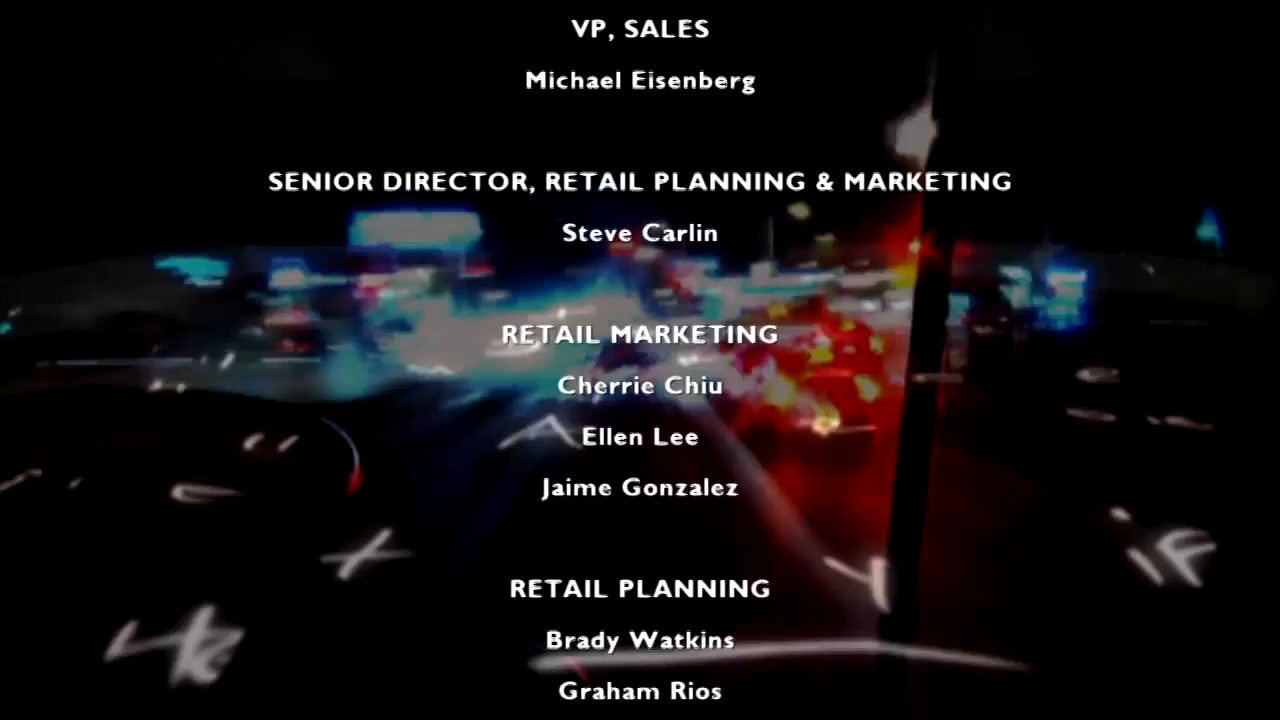 VP, SALES
Michael Eisenberg
SENIOR DIRECTOR, RETAIL PLANNING & MARKETING
Steve Carlin
RETAIL MARKETING
Cherrie Chiu
Ellen Lee
Jaime Gonzalez
RETAIL PLANNING
Brady Watkins
Graham Rios